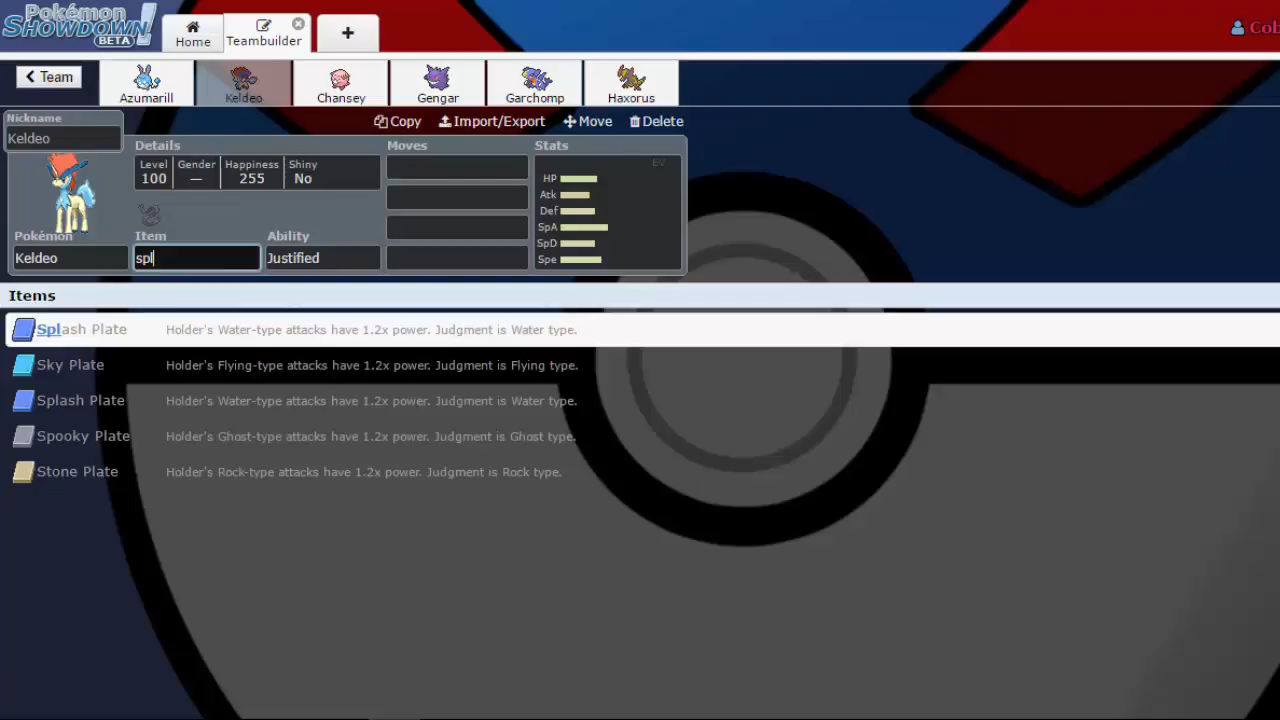 Pokémon
SHOWDOWN!
BETA
Home
Teambuilder
+
Cob
Team
Azumarill
Keldeo
Chansey
Gengar
Garchomp
Haxorus
Copy
Import/Export
Move
Delete
Nickname
Keldeo
Details
Level
100
Gender
—
Happiness
255
Shiny
No
Moves
Stats
EV
HP
Atk
Def
SpA
SpD
Spe
Pokémon
Keldeo
Item
spl
Ability
Justified
Items
Splash Plate Holder's Water-type attacks have 1.2x power. Judgment is Water type.
Sky Plate Holder's Flying-type attacks have 1.2x power. Judgment is Flying type.
Splash Plate Holder's Water-type attacks have 1.2x power. Judgment is Water type.
Spooky Plate Holder's Ghost-type attacks have 1.2x power. Judgment is Ghost type.
Stone Plate Holder's Rock-type attacks have 1.2x power. Judgment is Rock type.